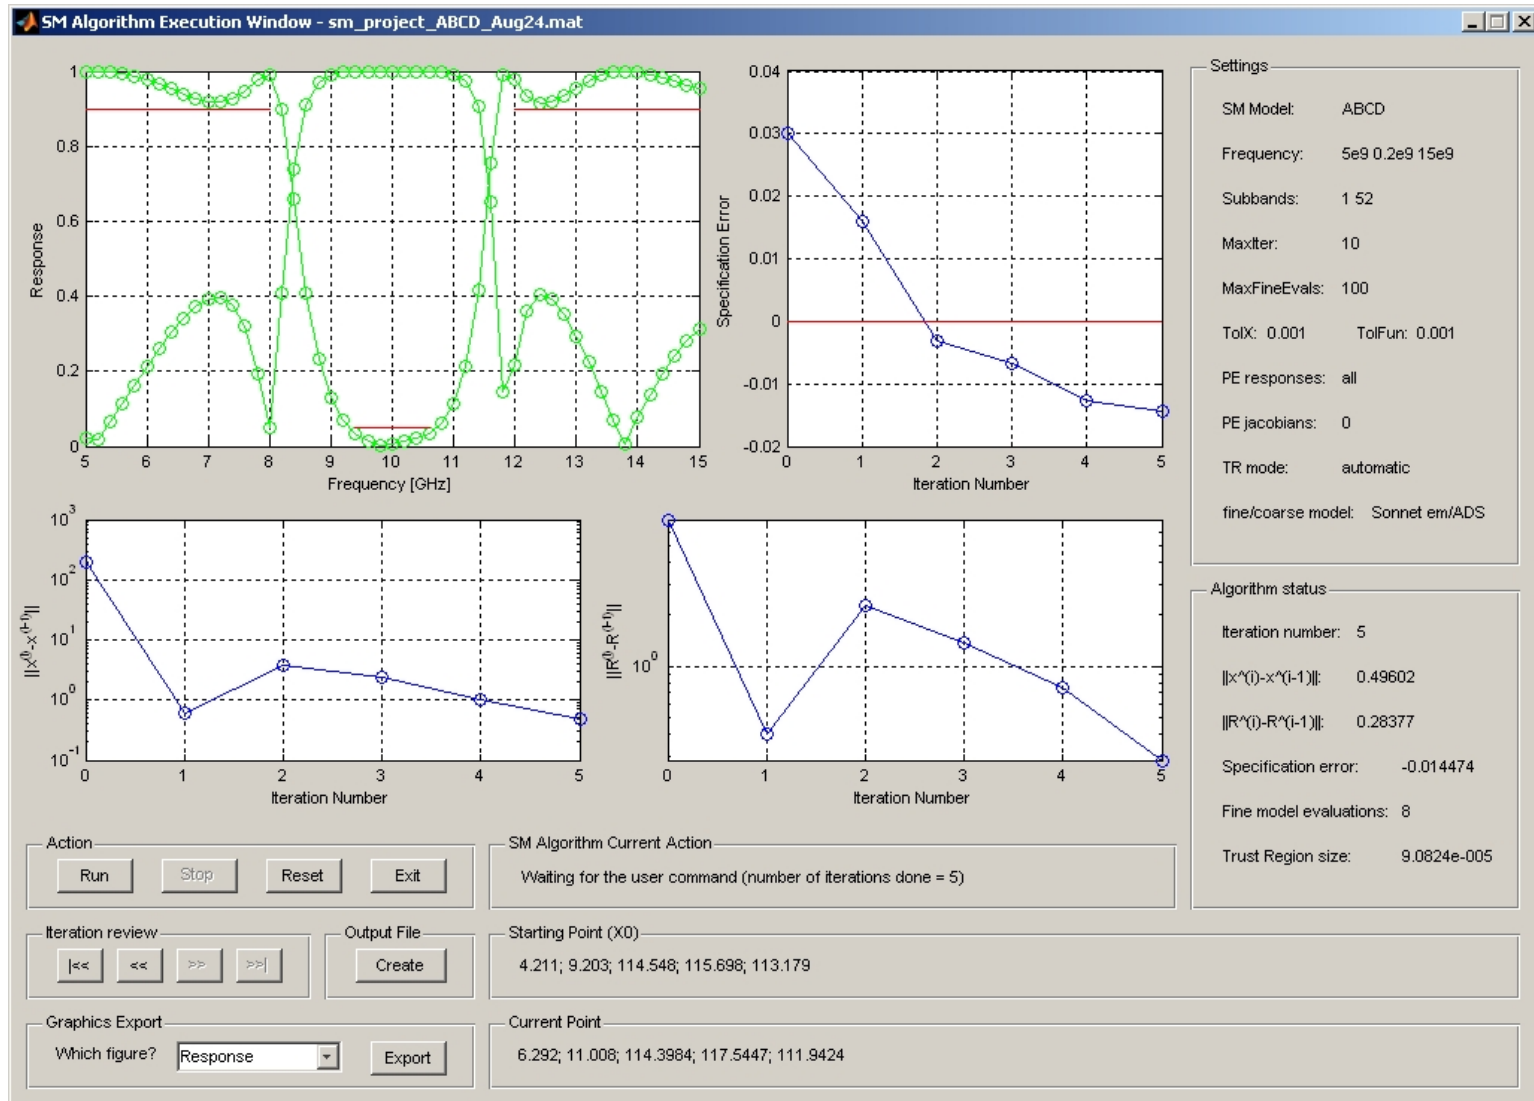 SM Algorithm Execution Window - sm_project_ABCD_Aug24.mat
1
0.8
0.6
0.4
0.2
0
Response
5 6 7 8 9 10 11 12 13 14 15
Frequency [GHz]
0.04
0.03
0.02
0.01
0
-0.01
-0.02
Specification Error
0 1 2 3 4 5
Iteration Number
10^3
10^2
10^1
10^0
10^-1
||x^(i)-x^(i-1)||
0 1 2 3 4 5
Iteration Number
10^0
||R^(i)-R^(i-1)||
0 1 2 3 4 5
Iteration Number
Settings
SM Model: ABCD
Frequency: 5e9 0.2e9 15e9
Subbands: 1 52
MaxIter: 10
MaxFineEvals: 100
TolX: 0.001 TolFun: 0.001
PE responses: all
PE jacobians: 0
TR mode: automatic
fine/coarse model: Sonnet em/ADS
Algorithm status
Iteration number: 5
||x^(i)-x^(i-1)||: 0.49602
||R^(i)-R^(i-1)||: 0.28377
Specification error: -0.014474
Fine model evaluations: 8
Trust Region size: 9.0824e-005
Action
Run Stop Reset Exit
SM Algorithm Current Action
Waiting for the user command (number of iterations done = 5)
Iteration review
|<< << >> >>|
Output File
Create
Starting Point (X0)
4.211; 9.203; 114.548; 115.698; 113.179
Graphics Export
Which figure? Response Export
Current Point
6.292; 11.008; 114.3984; 117.5447; 111.9424